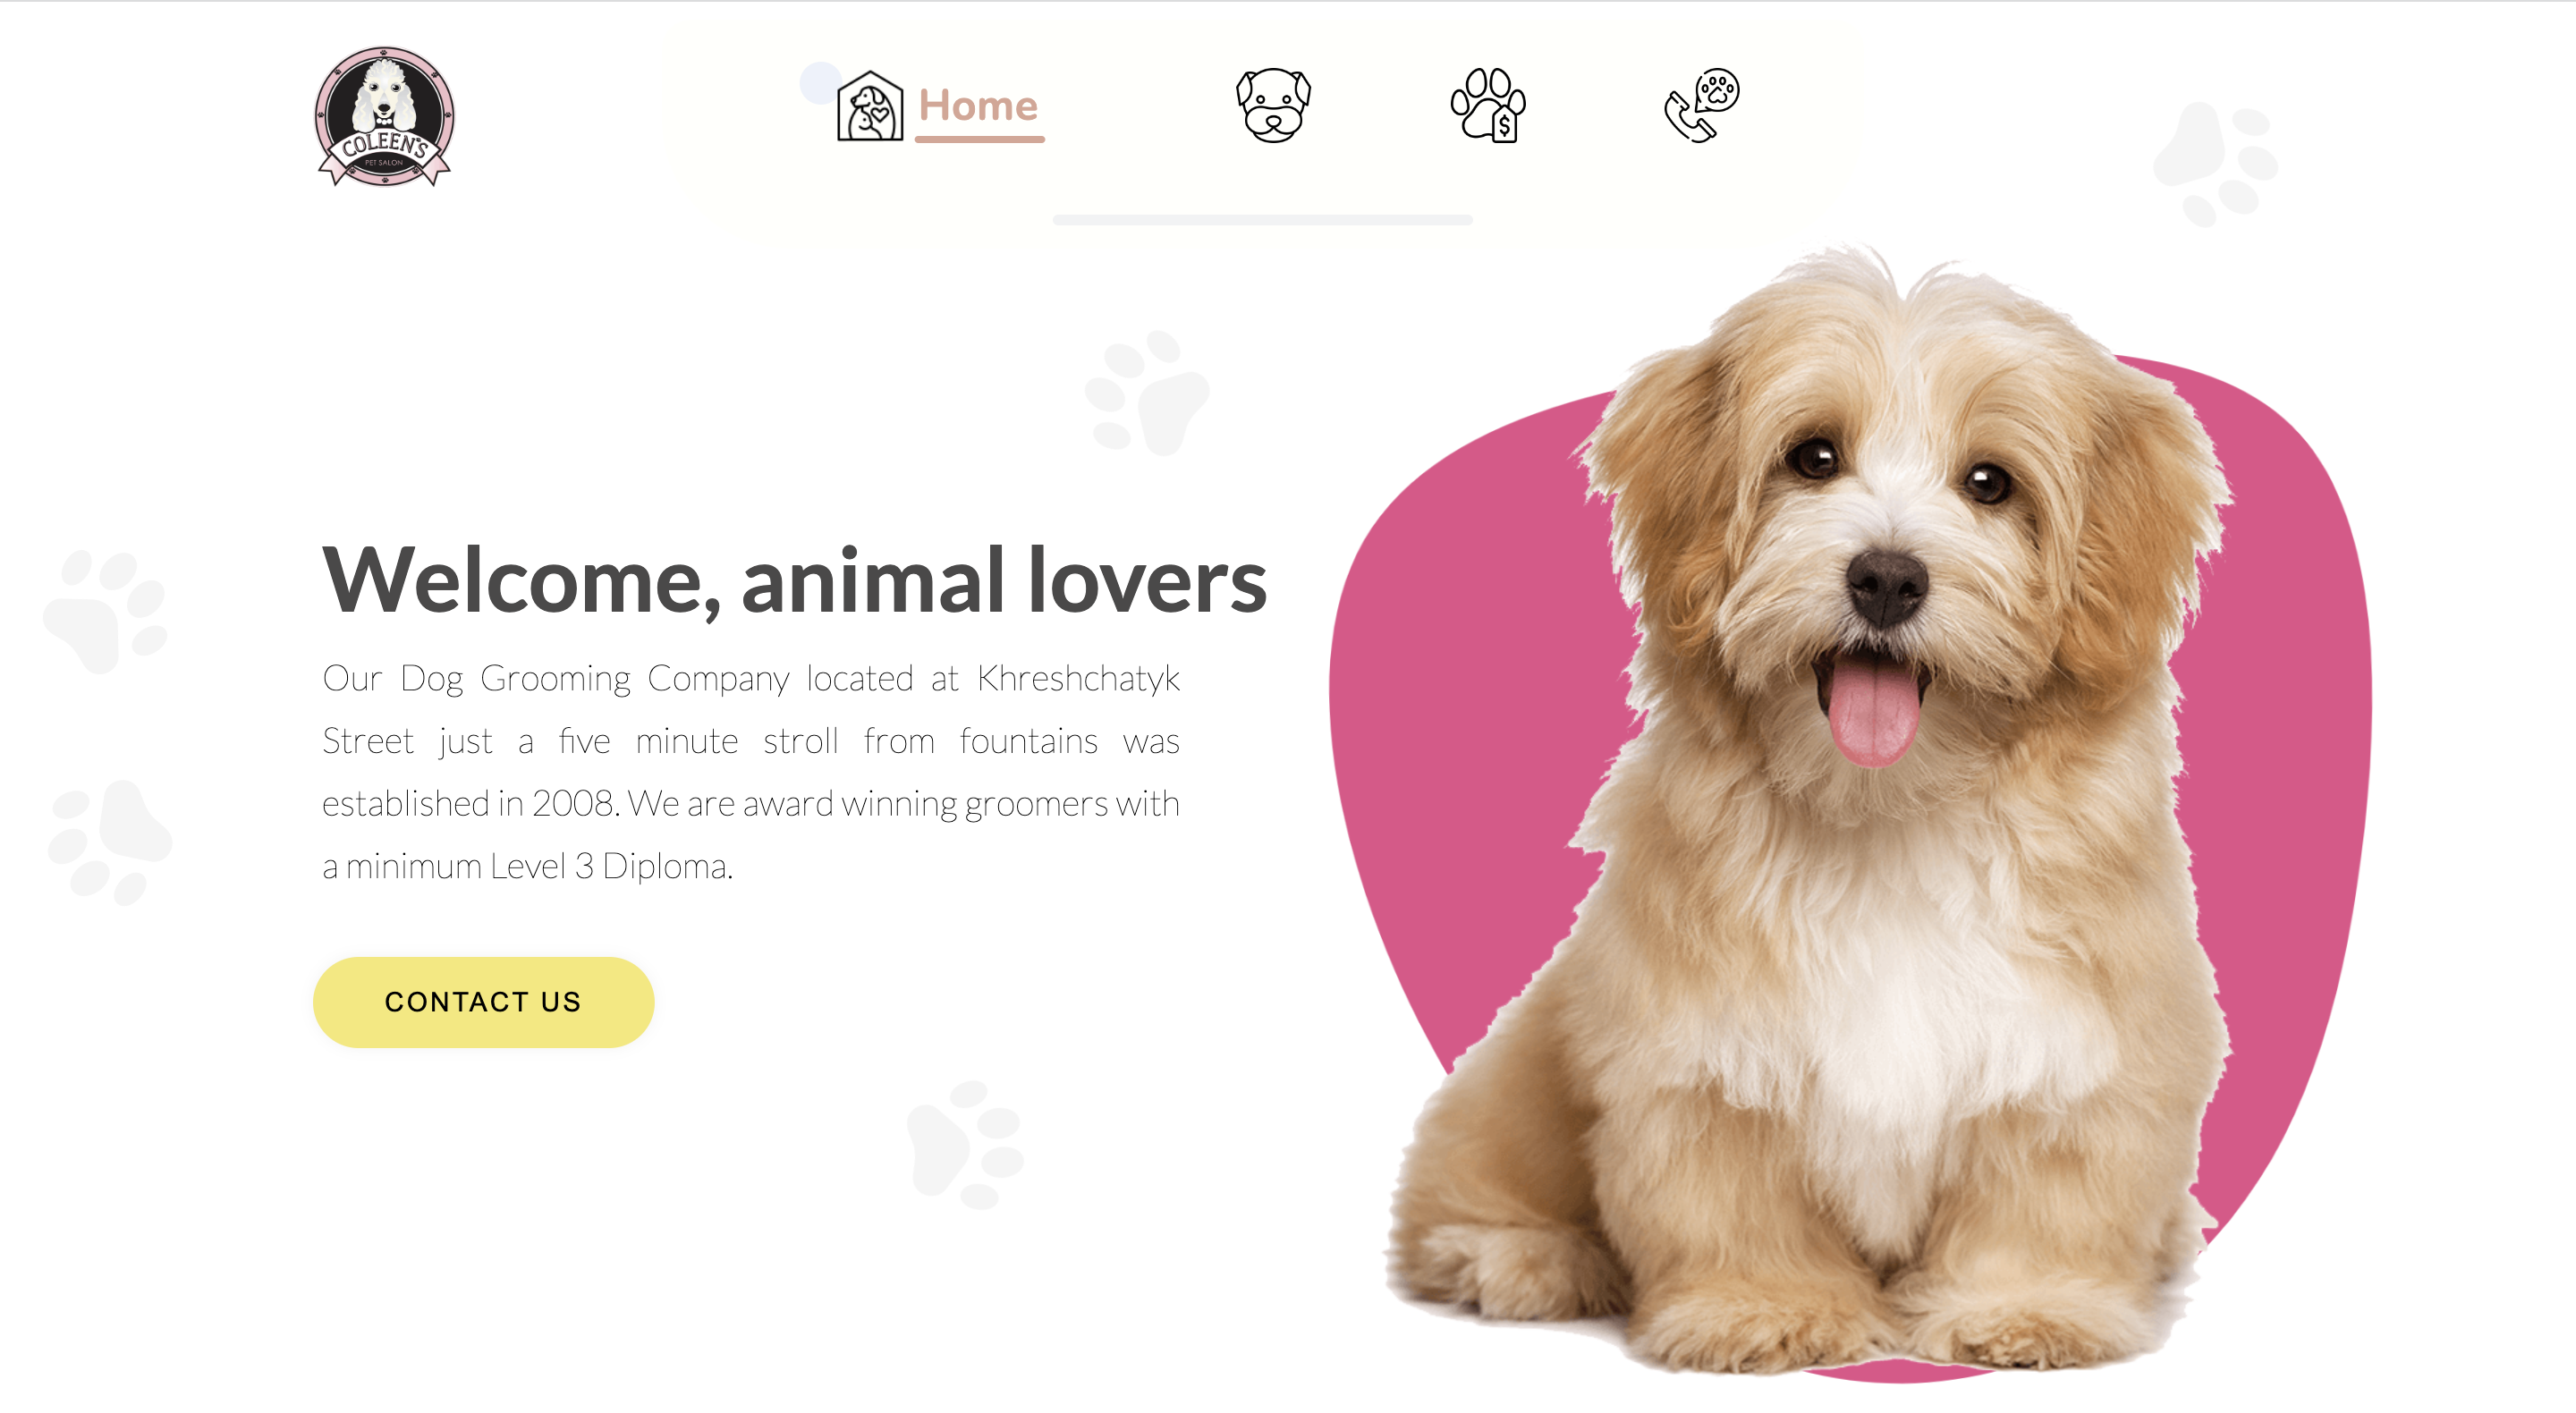 COLEEN'S
PET SALON
Home
$
Welcome, animal lovers
Our Dog Grooming Company located at Khreshchatyk
Street just a five minute stroll from fountains was
established in 2008. We are award winning groomers with
a minimum Level 3 Diploma.
CONTACT US